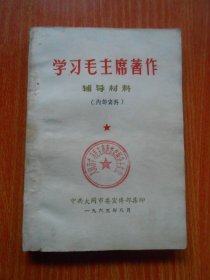 学习毛主席著作
辅导材料
（内部资料）
中共大同市委宣传部集印
一九六五年八月